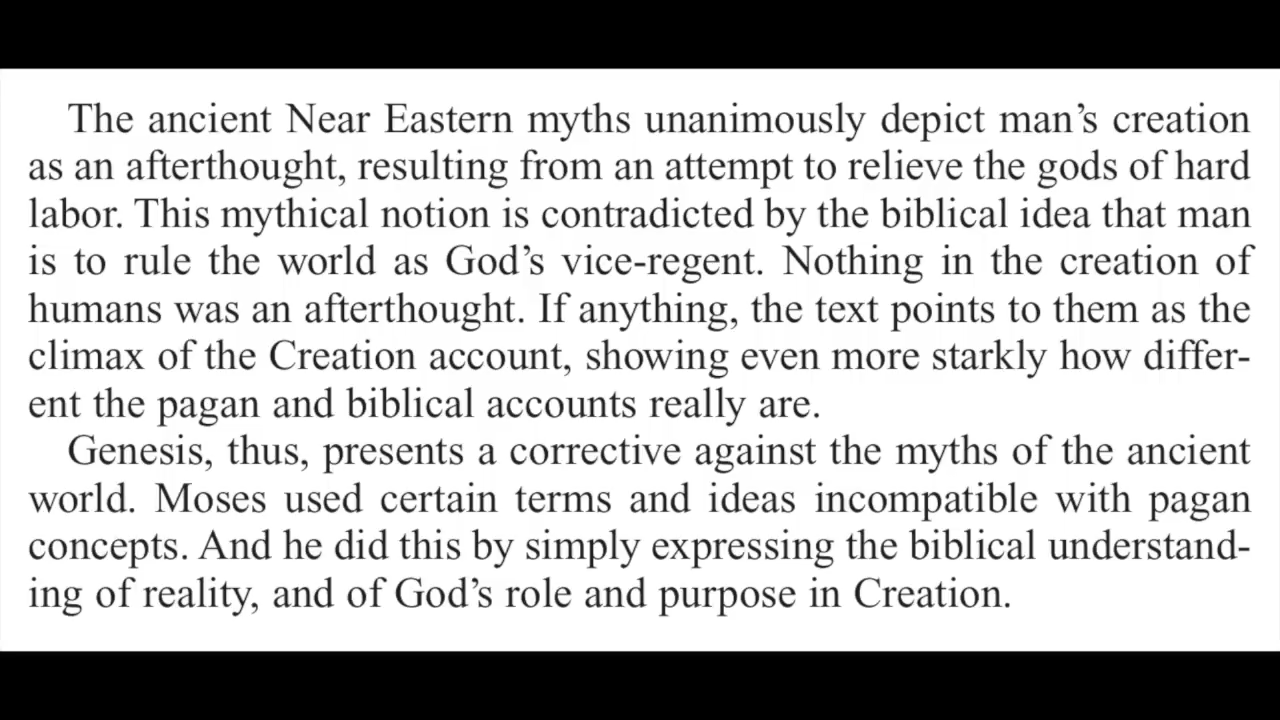 The ancient Near Eastern myths unanimously depict man’s creation
as an afterthought, resulting from an attempt to relieve the gods of hard
labor. This mythical notion is contradicted by the biblical idea that man
is to rule the world as God’s vice-regent. Nothing in the creation of
humans was an afterthought. If anything, the text points to them as the
climax of the Creation account, showing even more starkly how differ-
ent the pagan and biblical accounts really are.
Genesis, thus, presents a corrective against the myths of the ancient
world. Moses used certain terms and ideas incompatible with pagan
concepts. And he did this by simply expressing the biblical understand-
ing of reality, and of God’s role and purpose in Creation.